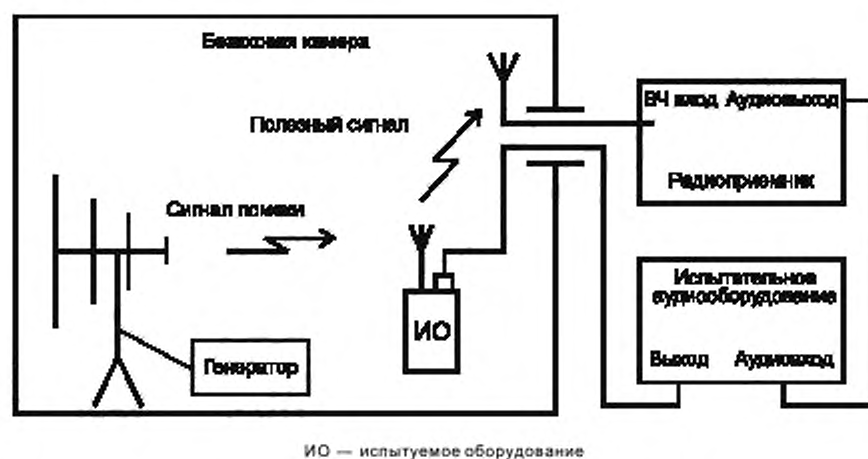 Безэховая камера
Полезный сигнал
Сигнал помехи
Генератор
ИО
ВЧ вход Аудиовыход
Радиоприемник
Испытательное
аудиооборудование
Выход Аудиовход
ИО — испытуемое оборудование